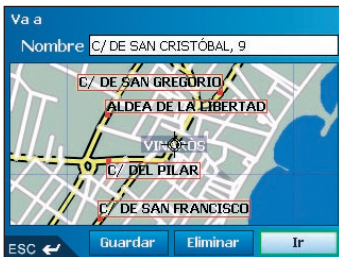 Va a
Nombre C/ DE SAN CRISTÓBAL, 9
C/ DE SAN GREGORIO
ALDEA DE LA LIBERTAD
VINARÒS
C/ DEL PILAR
C/ DE SAN FRANCISCO
ESC Guardar Eliminar Ir